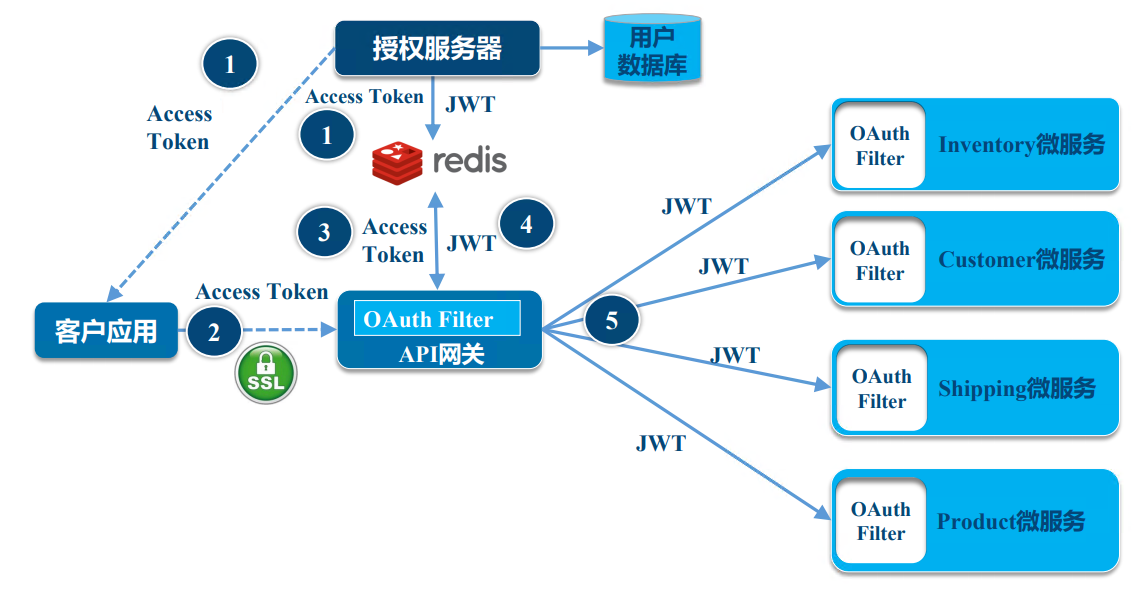 授权服务器
用户
数据库
1
Access
Token
Access Token
JWT
1
redis
3
Access
Token
JWT
4
客户应用
Access Token
2
SSL
OAuth Filter
API网关
5
JWT
JWT
JWT
JWT
OAuth
Filter
Inventory微服务
OAuth
Filter
Customer微服务
OAuth
Filter
Shipping微服务
OAuth
Filter
Product微服务